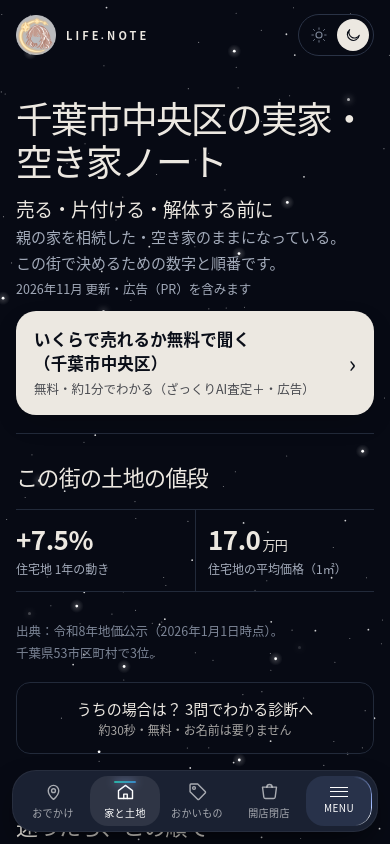 LIFE.NOTE
千葉市中央区の実家・
空き家ノート
売る・片付ける・解体する前に
親の家を相続した・空き家のままになっている。
この街で決めるための数字と順番です。
2026年11月 更新・広告（PR）を含みます
いくらで売れるか無料で聞く
（千葉市中央区）
無料・約1分でわかる（ざっくりAI査定＋・広告）
›
この街の土地の値段
+7.5%
住宅地 1年の動き
17.0万円
住宅地の平均価格（1㎡）
出典：令和8年地価公示（2026年1月1日時点）。
千葉県53市区町村で3位。
うちの場合は？ 3問でわかる診断へ
約30秒・無料・お名前は要りません
おでかけ
家と土地
おかいもの
開店閉店
MENU
迷ったら、この順で